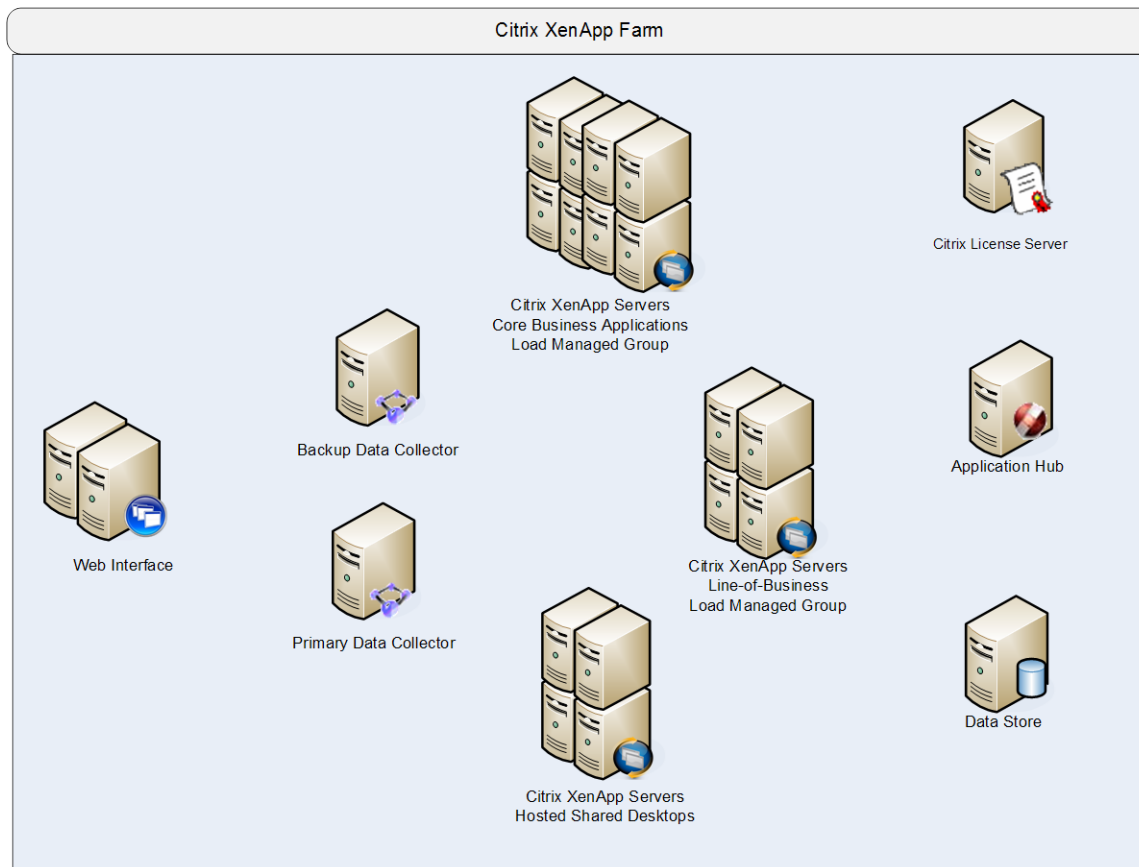 Citrix XenApp Farm
Citrix License Server
Citrix XenApp Servers
Core Business Applications
Load Managed Group
Backup Data Collector
Application Hub
Web Interface
Citrix XenApp Servers
Line-of-Business
Load Managed Group
Primary Data Collector
Data Store
Citrix XenApp Servers
Hosted Shared Desktops